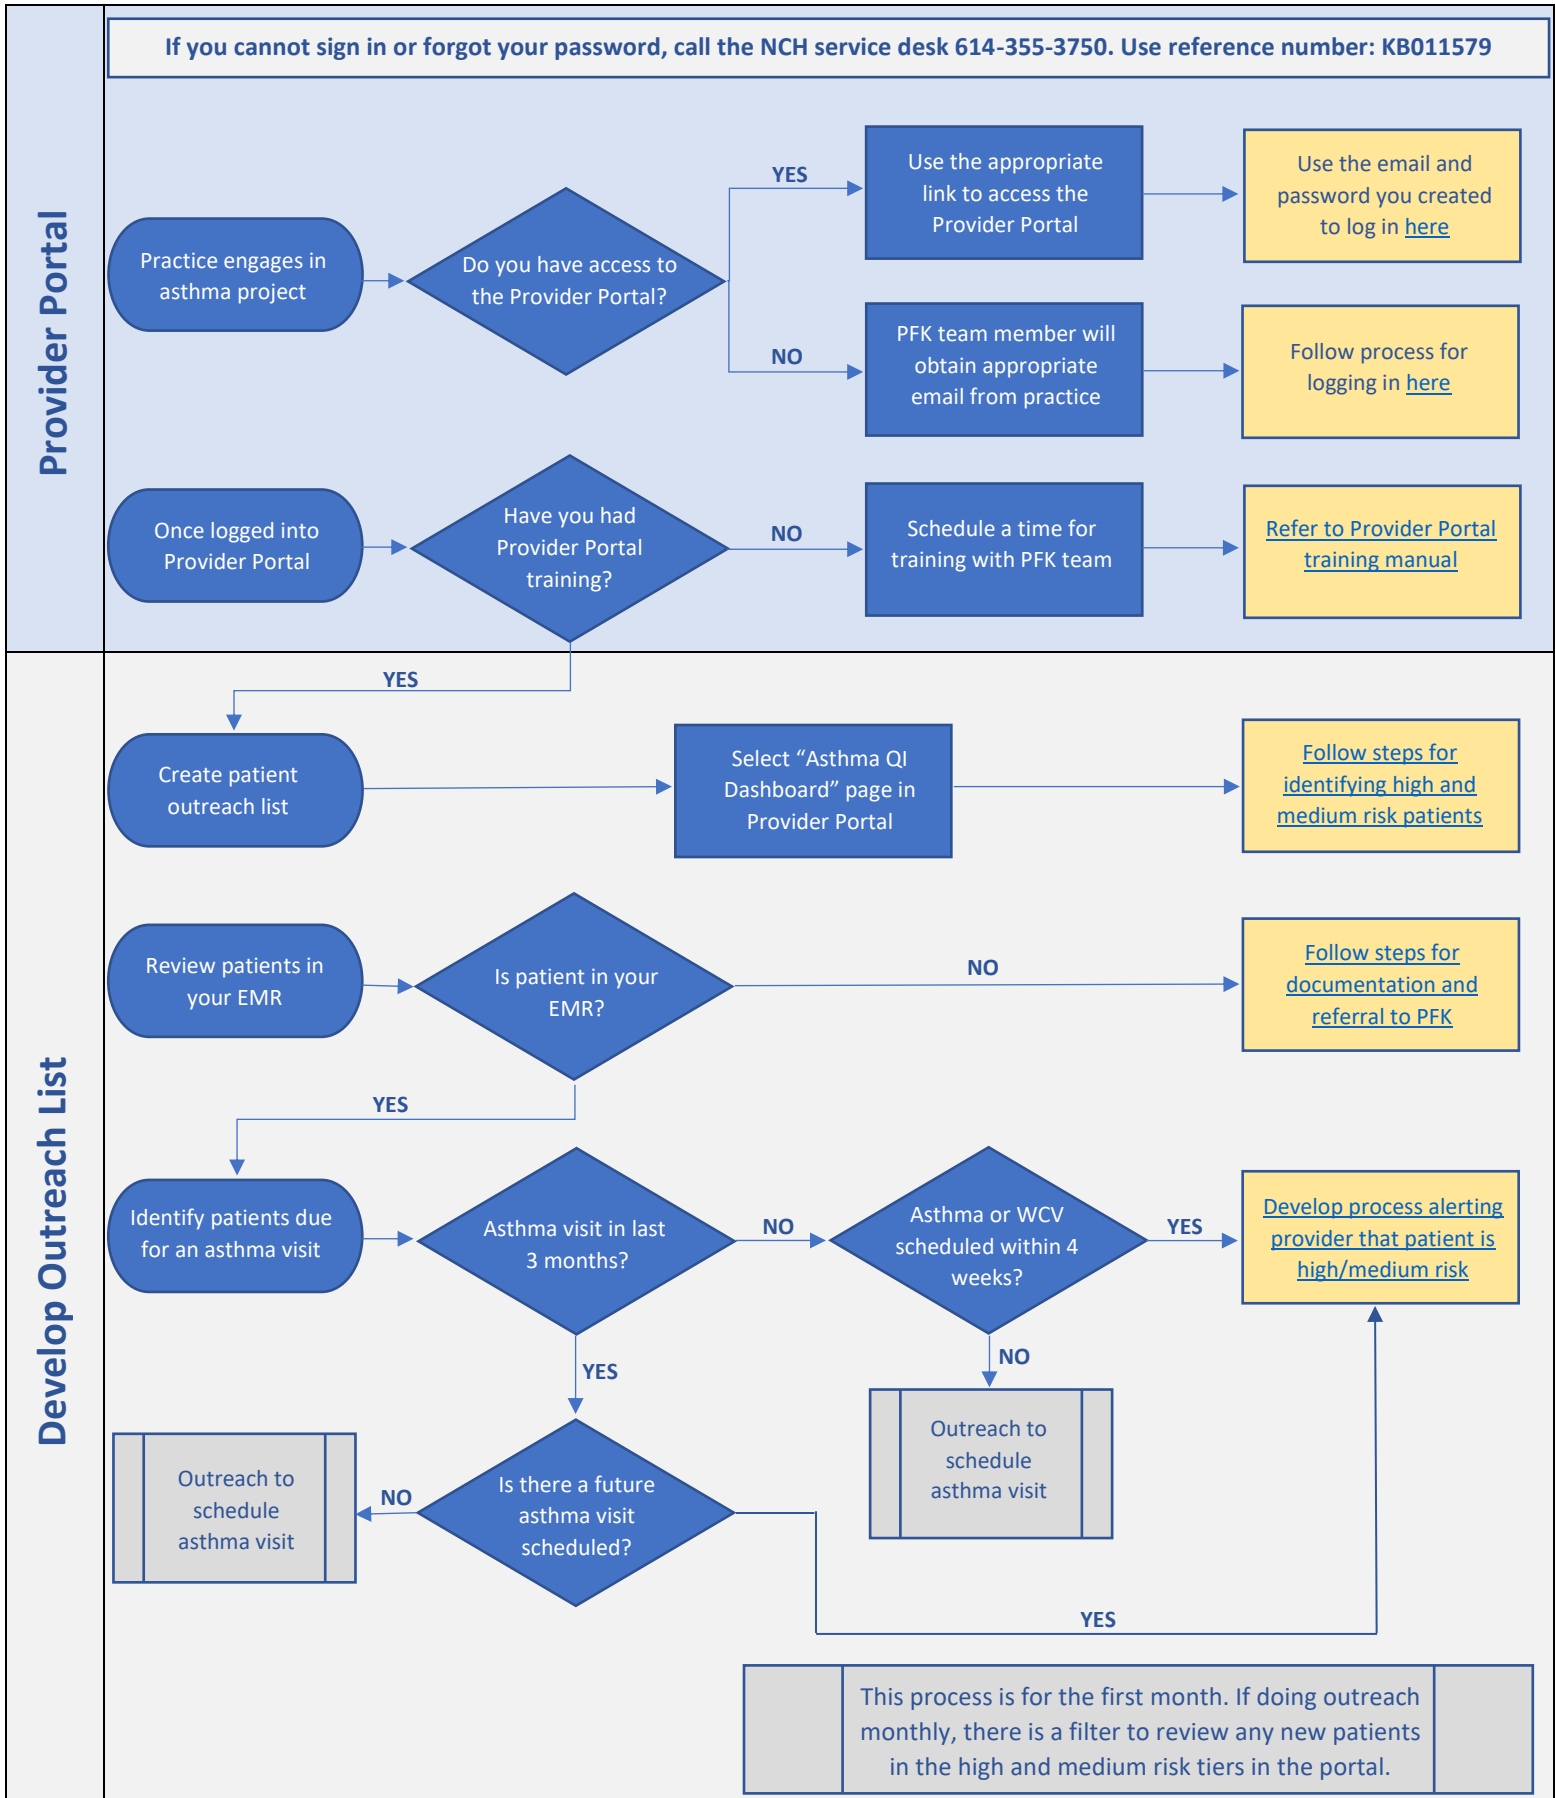 If you cannot sign in or forgot your password, call the NCH service desk 614-355-3750. Use reference number: KB011579
Provider Portal
Practice engages in
asthma project
Do you have access to
the Provider Portal?
YES
Use the appropriate
link to access the
Provider Portal
Use the email and
password you created
to log in here
NO
PFK team member will
obtain appropriate
email from practice
Follow process for
logging in here
Once logged into
Provider Portal
Have you had
Provider Portal
training?
NO
Schedule a time for
training with PFK team
Refer to Provider Portal
training manual
YES
Develop Outreach List
Create patient
outreach list
Select “Asthma QI
Dashboard” page in
Provider Portal
Follow steps for
identifying high and
medium risk patients
Review patients in
your EMR
Is patient in your
EMR?
NO
Follow steps for
documentation and
referral to PFK
YES
Identify patients due
for an asthma visit
Asthma visit in last
3 months?
NO
Asthma or WCV
scheduled within 4
weeks?
YES
Develop process alerting
provider that patient is
high/medium risk
YES
NO
Outreach to
schedule
asthma visit
Outreach to
schedule
asthma visit
NO
Is there a future
asthma visit
scheduled?
YES
This process is for the first month. If doing outreach
monthly, there is a filter to review any new patients
in the high and medium risk tiers in the portal.